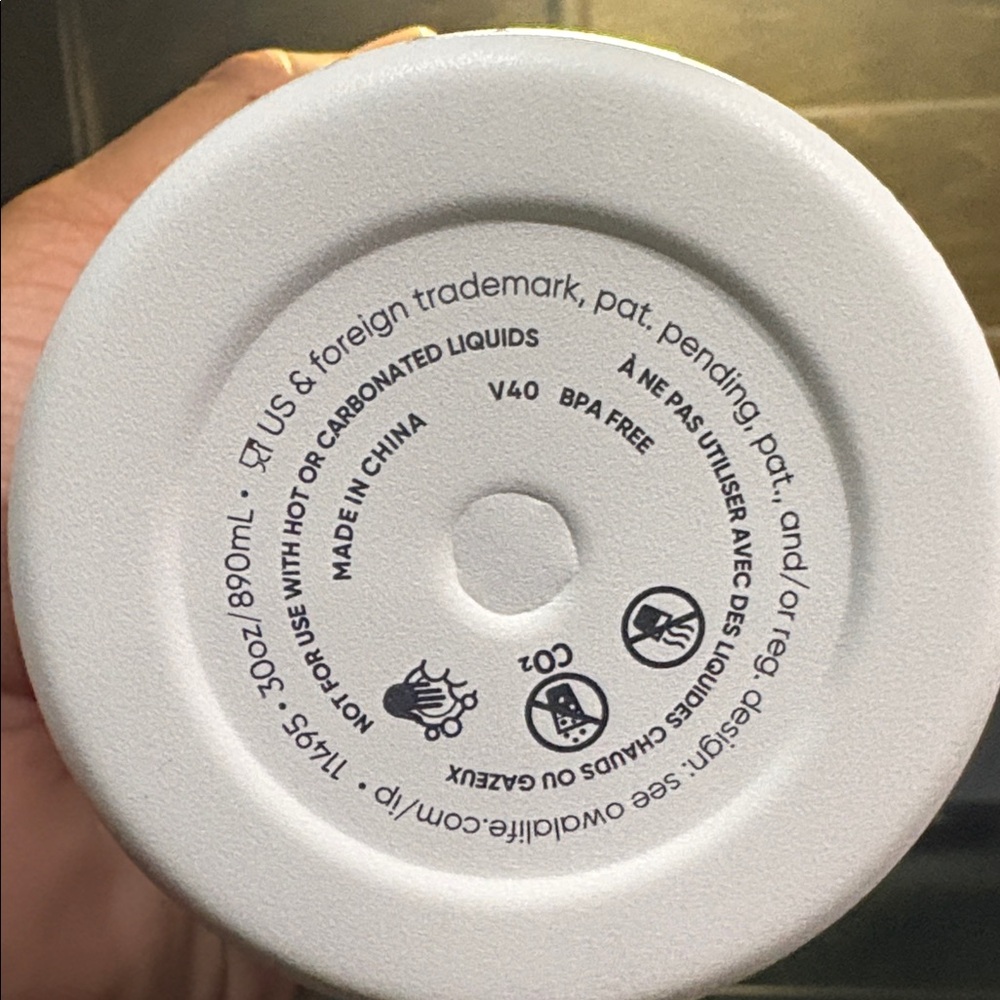 US & foreign trademark, pat. pending, pat., and/or reg. design: see owalalife.com/ip • 11495 • 30oz/890mL •
NOT FOR USE WITH HOT OR CARBONATED LIQUIDS
À NE PAS UTILISER AVEC DES LIQUIDES CHAUDS OU GAZEUX
MADE IN CHINA
V40
BPA FREE
CO₂